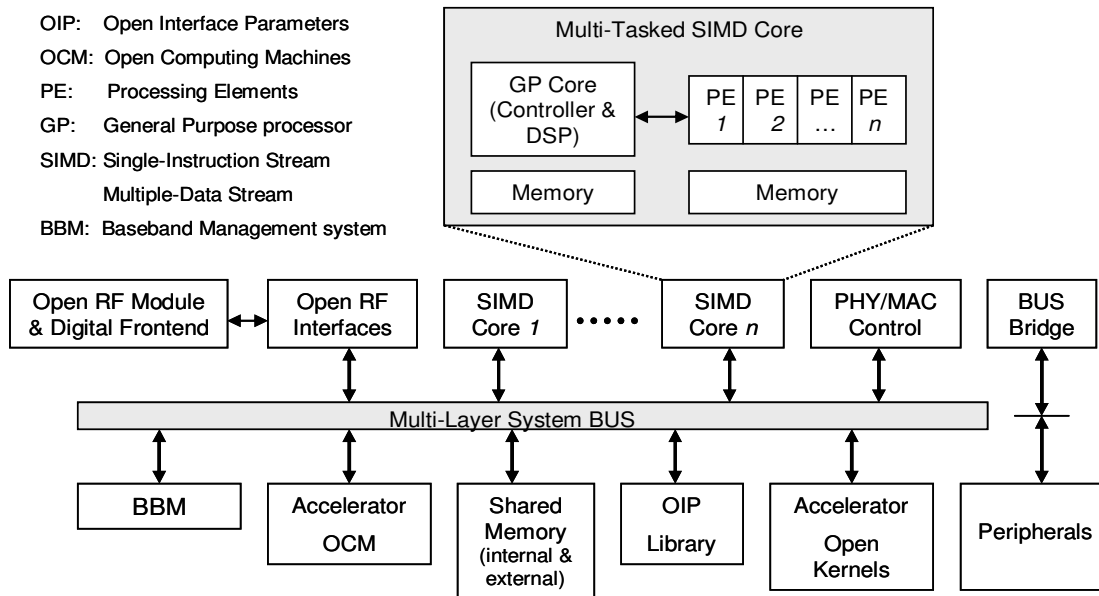 OIP: Open Interface Parameters
OCM: Open Computing Machines
PE: Processing Elements
GP: General Purpose processor
SIMD: Single-Instruction Stream
Multiple-Data Stream
BBM: Baseband Management system
Multi-Tasked SIMD Core
GP Core
(Controller &
DSP)
PE
1
PE
2
PE
...
PE
n
Memory
Memory
Open RF Module
& Digital Frontend
Open RF
Interfaces
SIMD
Core 1
SIMD
Core n
PHY/MAC
Control
BUS
Bridge
Multi-Layer System BUS
BBM
Accelerator
OCM
Shared
Memory
(internal &
external)
OIP
Library
Accelerator
Open
Kernels
Peripherals